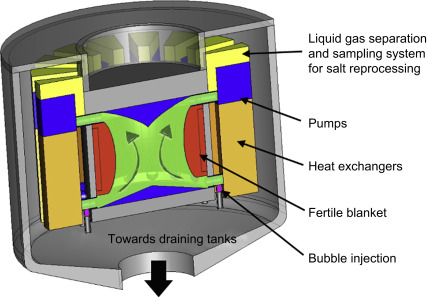 Liquid gas separation
and sampling system
for salt reprocessing
Pumps
Heat exchangers
Fertile blanket
Towards draining tanks
Bubble injection